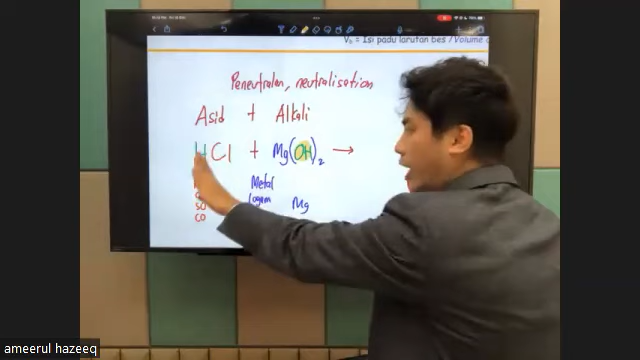 Vb = Isi padu larutan bes / Volume
Peneutralan, neutralisation
Asid + Alkali
HCl + Mg(OH)₂ →
Metal
logam Mg
SO
CO
ameerul hazeeq